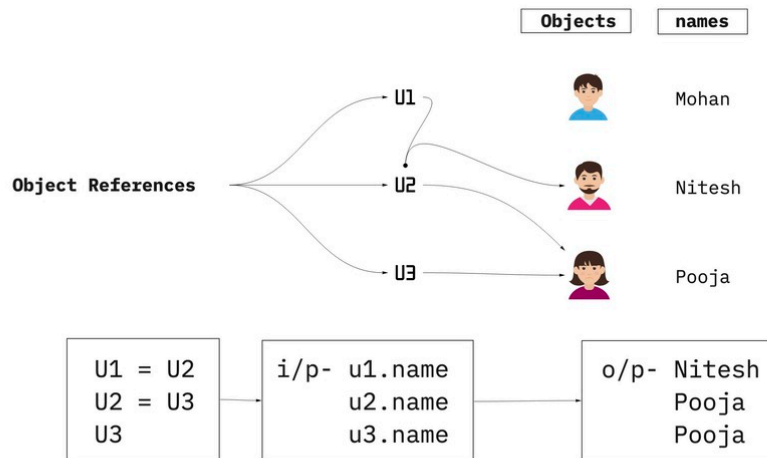 Objects
names
U1
Mohan
Object References
U2
Nitesh
U3
Pooja
U1 = U2
U2 = U3
U3
i/p- u1.name
u2.name
u3.name
o/p- Nitesh
Pooja
Pooja